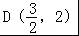 D (3/2, 2)